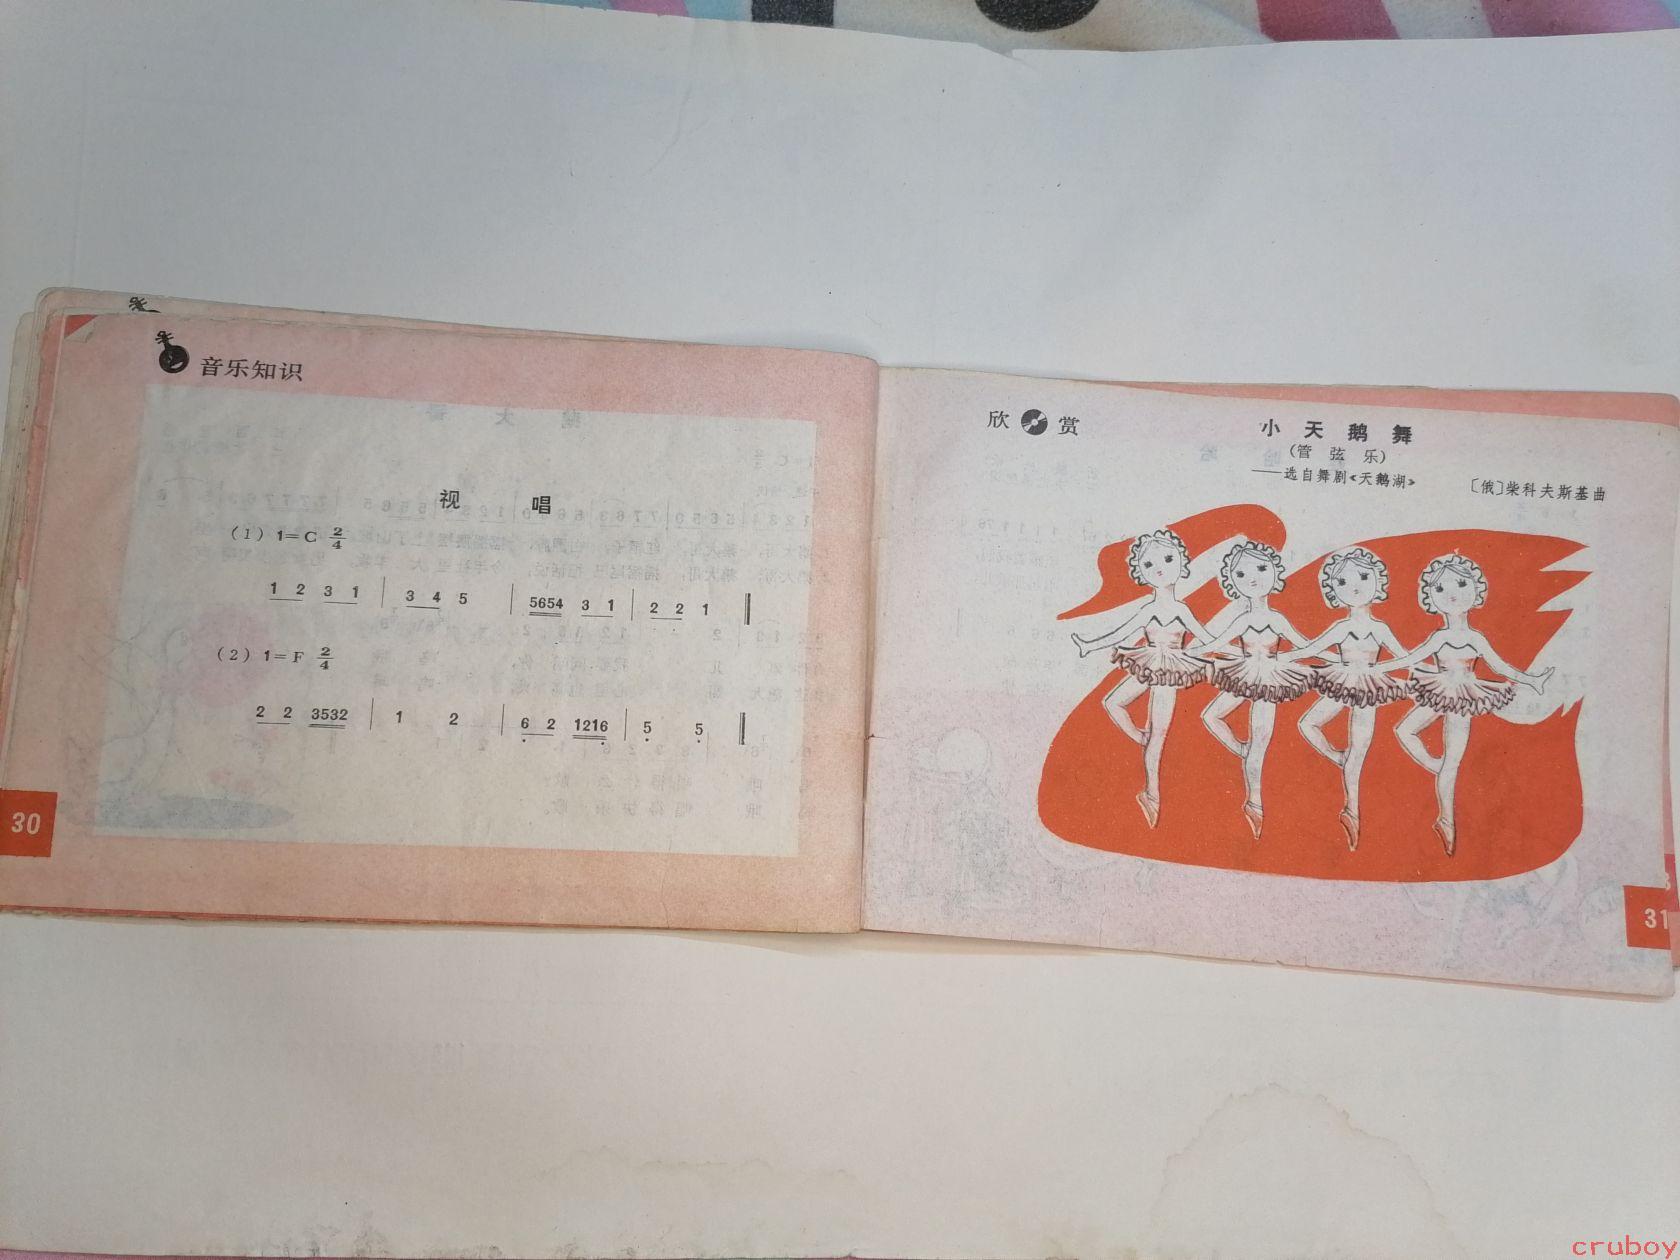 音乐知识
视 唱
(1) 1=C 2/4
1 2 3 1 | 3 4 5 | 5654 3 1 | 2 2 1 ‖
(2) 1=F 2/4
2 2 3532 | 1 2 | 6̣ 2 1216̣ | 5̣ 5̣ ‖
30
欣赏
小天鹅舞
(管弦乐)
——选自舞剧《天鹅湖》
〔俄〕柴科夫斯基曲
31
cruboy